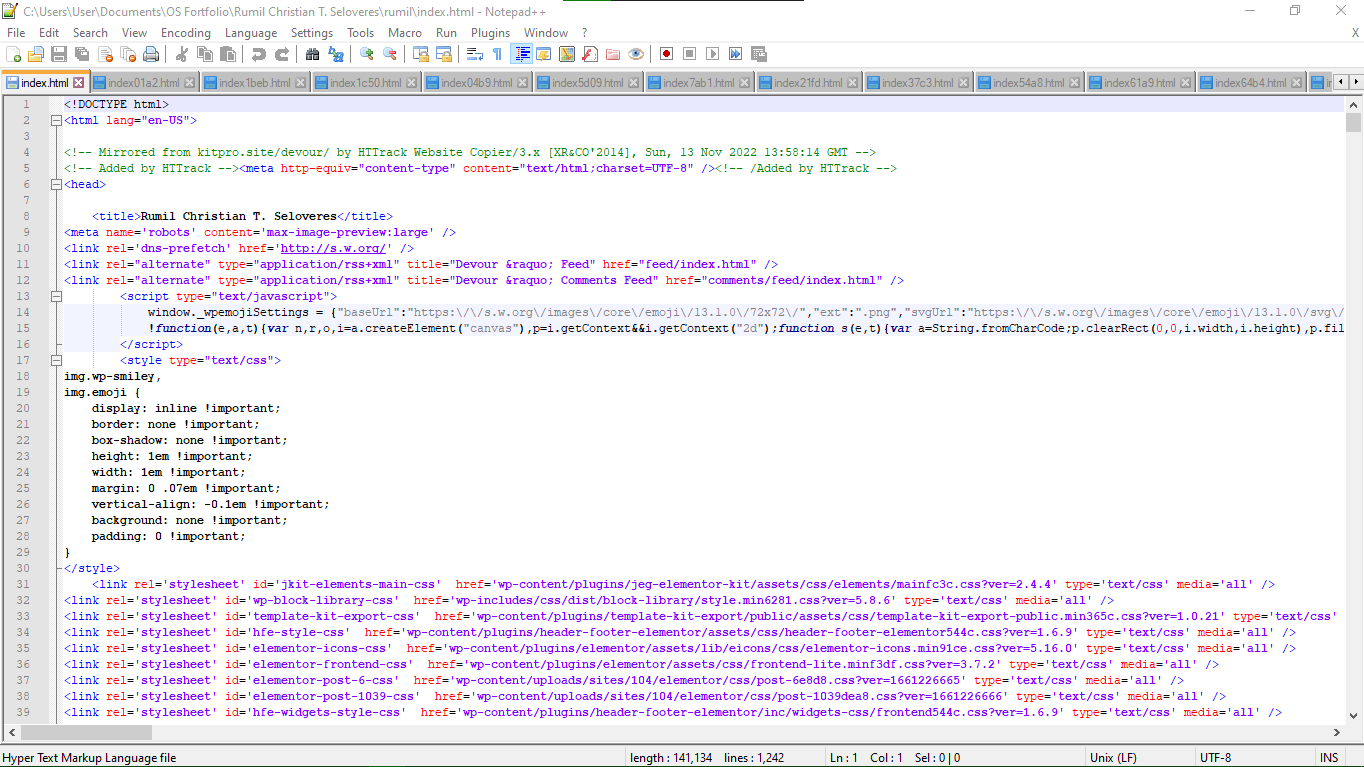 C:\Users\User\Documents\OS Fortfolio\Rumil Christian T. Seloveres\rumil\index.html - Notepad++
File Edit Search View Encoding Language Settings Tools Macro Run Plugins Window ? X
index.html index01a2.html index1beb.html index1c50.html index04b9.html index5d09.html index7ab1.html index21fd.html index37c3.html index54a8.html index61a9.html index64b4.html
1 <!DOCTYPE html>
2 <html lang="en-US">
3
4 <!-- Mirrored from kitpro.site/devour/ by HTTrack Website Copier/3.x [XR&CO'2014], Sun, 13 Nov 2022 13:58:14 GMT -->
5 <!-- Added by HTTrack --><meta http-equiv="content-type" content="text/html;charset=UTF-8" /><!-- /Added by HTTrack -->
6 <head>
7
8 <title>Rumil Christian T. Seloveres</title>
9 <meta name='robots' content='max-image-preview:large' />
10 <link rel='dns-prefetch' href='http://s.w.org/' />
11 <link rel="alternate" type="application/rss+xml" title="Devour &raquo; Feed" href="feed/index.html" />
12 <link rel="alternate" type="application/rss+xml" title="Devour &raquo; Comments Feed" href="comments/feed/index.html" />
13 <script type="text/javascript">
14 window._wpemojiSettings = {"baseUrl":"https:\/\/s.w.org\/images\/core\/emoji\/13.1.0\/72x72\/","ext":".png","svgUrl":"https:\/\/s.w.org\/images\/core\/emoji\/13.1.0\/svg\/
15 !function(e,a,t){var n,r,o,i=a.createElement("canvas"),p=i.getContext&&i.getContext("2d");function s(e,t){var a=String.fromCharCode;p.clearRect(0,0,i.width,i.height),p.fil
16 </script>
17 <style type="text/css">
18 img.wp-smiley,
19 img.emoji {
20 display: inline !important;
21 border: none !important;
22 box-shadow: none !important;
23 height: 1em !important;
24 width: 1em !important;
25 margin: 0 .07em !important;
26 vertical-align: -0.1em !important;
27 background: none !important;
28 padding: 0 !important;
29 }
30 </style>
31 <link rel='stylesheet' id='jkit-elements-main-css' href='wp-content/plugins/jeg-elementor-kit/assets/css/elements/mainfc3c.css?ver=2.4.4' type='text/css' media='all' />
32 <link rel='stylesheet' id='wp-block-library-css' href='wp-includes/css/dist/block-library/style.min6281.css?ver=5.8.6' type='text/css' media='all' />
33 <link rel='stylesheet' id='template-kit-export-css' href='wp-content/plugins/template-kit-export/public/assets/css/template-kit-export-public.min365c.css?ver=1.0.21' type='text/css'
34 <link rel='stylesheet' id='hfe-style-css' href='wp-content/plugins/header-footer-elementor/assets/css/header-footer-elementor544c.css?ver=1.6.9' type='text/css' media='all' />
35 <link rel='stylesheet' id='elementor-icons-css' href='wp-content/plugins/elementor/assets/lib/eicons/css/elementor-icons.min91ce.css?ver=5.16.0' type='text/css' media='all' />
36 <link rel='stylesheet' id='elementor-frontend-css' href='wp-content/plugins/elementor/assets/css/frontend-lite.minf3df.css?ver=3.7.2' type='text/css' media='all' />
37 <link rel='stylesheet' id='elementor-post-6-css' href='wp-content/uploads/sites/104/elementor/css/post-6e8d8.css?ver=1661226665' type='text/css' media='all' />
38 <link rel='stylesheet' id='elementor-post-1039-css' href='wp-content/uploads/sites/104/elementor/css/post-1039dea8.css?ver=1661226666' type='text/css' media='all' />
39 <link rel='stylesheet' id='hfe-widgets-style-css' href='wp-content/plugins/header-footer-elementor/inc/widgets-css/frontend544c.css?ver=1.6.9' type='text/css' media='all' />
Hyper Text Markup Language file length : 141,134 lines : 1,242 Ln : 1 Col : 1 Sel : 0 | 0 Unix (LF) UTF-8 INS